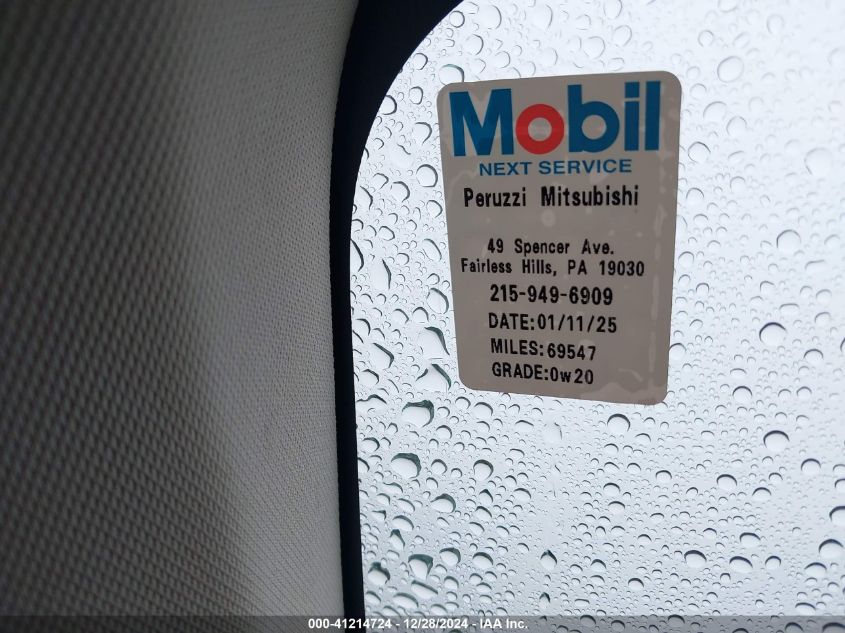 Mobil
NEXT SERVICE
Peruzzi Mitsubishi
49 Spencer Ave.
Fairless Hills, PA 19030
215-949-6909
DATE:01/11/25
MILES:69547
GRADE:0w20
000-41214724 - 12/28/2024 - IAA Inc.